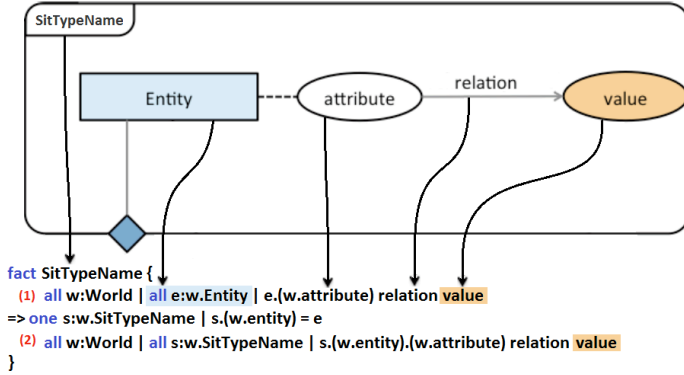 SitTypeName
Entity
attribute
relation
value
fact SitTypeName {
(1) all w:World | all e:w.Entity | e.(w.attribute) relation value
=> one s:w.SitTypeName | s.(w.entity) = e
(2) all w:World | all s:w.SitTypeName | s.(w.entity).(w.attribute) relation value
}